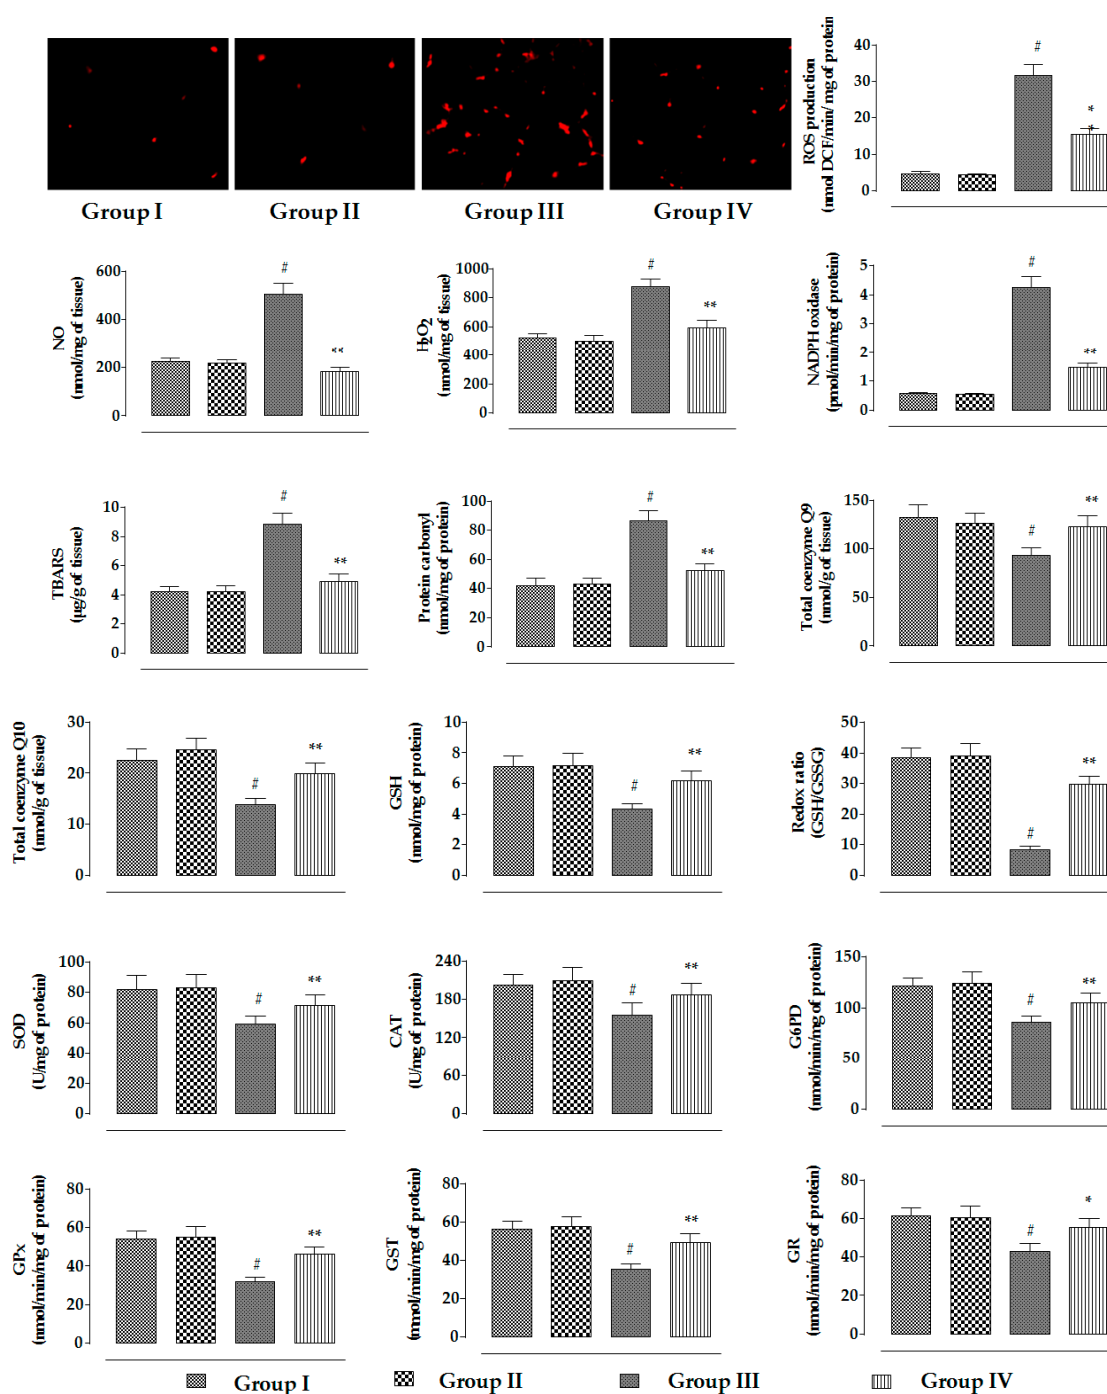 Group I
Group II
Group III
Group IV
ROS production
(nmol DCF/min/ mg of protein)
40
30
20
10
0
#
*
*
NO
(nmol/mg of tissue)
600
400
200
0
#
**
H2O2
(nmol/mg of tissue)
1000
800
600
400
200
0
#
**
NADPH oxidase
(pmol/min/mg of protein)
5
4
3
2
1
0
#
**
TBARS
(µg/g of tissue)
10
8
6
4
2
0
#
**
Protein carbonyl
(nmol/mg of protein)
100
80
60
40
20
0
#
**
Total coenzyme Q9
(nmol/g of tissue)
150
100
50
0
#
**
Total coenzyme Q10
(nmol/g of tissue)
30
20
10
0
#
**
GSH
(nmol/mg of protein)
10
8
6
4
2
0
#
**
Redox ratio
(GSH/GSSG)
50
40
30
20
10
0
#
**
SOD
(U/mg of protein)
100
80
60
40
20
0
#
**
CAT
(U/mg of protein)
240
180
120
60
0
#
**
G6PD
(nmol/min/mg of protein)
150
100
50
0
#
**
GPx
(nmol/min/mg of protein)
80
60
40
20
0
#
**
GST
(nmol/min/mg of protein)
80
60
40
20
0
#
**
GR
(nmol/min/mg of protein)
80
60
40
20
0
#
*
Group I
Group II
Group III
Group IV